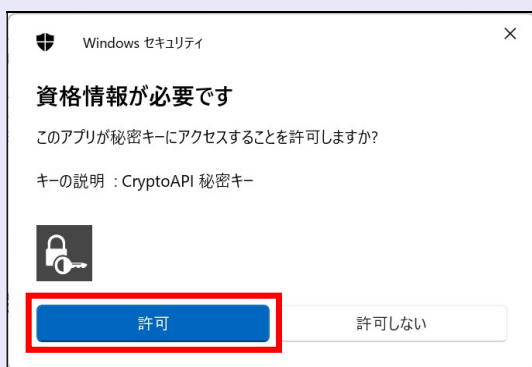 Windows セキュリティ
資格情報が必要です
このアプリが秘密キーにアクセスすることを許可しますか?
キーの説明 : CryptoAPI 秘密キー
許可
許可しない